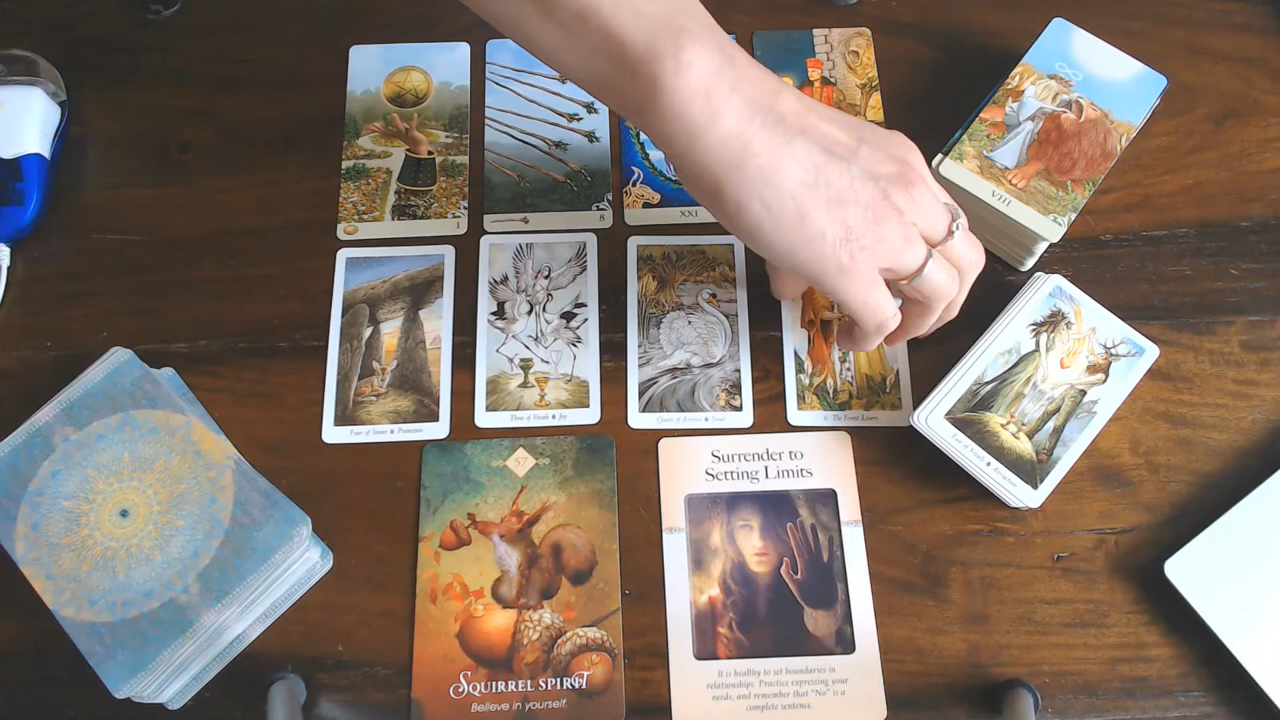 1
8
XXI
VIII
Four of Stones Protection
Three of Vessels Joy
Queen of Arrows Swan
6 The Forest Lovers
Two of Vessels Attraction
57
SQUIRREL SPIRIT
Believe in yourself.
Surrender to
Setting Limits
It is healthy to set boundaries in
relationships. Practice expressing your
needs, and remember that "No" is a
complete sentence.